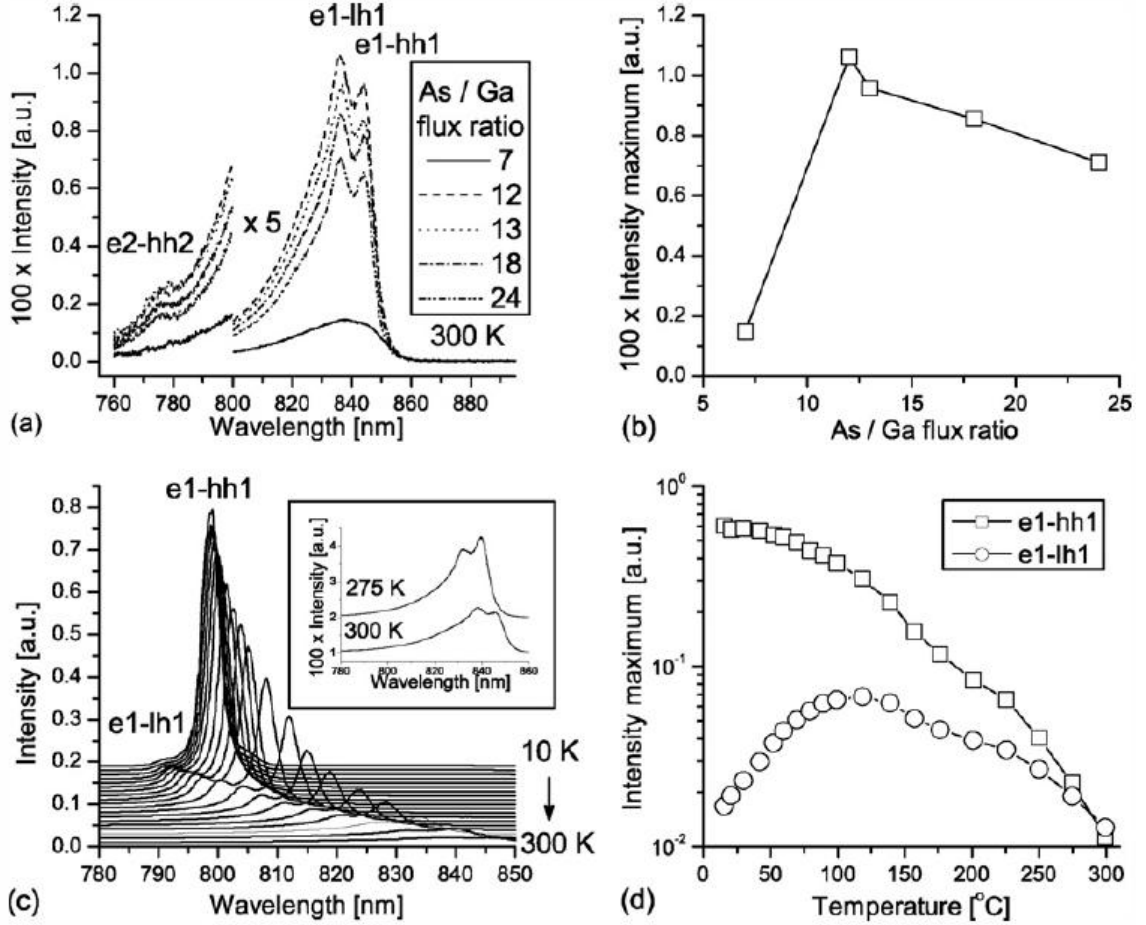 1.2
1.0
0.8
0.6
0.4
0.2
0.0
100 x Intensity [a.u.]
e1-lh1
e1-hh1
As / Ga
flux ratio
7
12
13
18
24
e2-hh2
x 5
300 K
760 780 800 820 840 860 880
Wavelength [nm]
(a)
1.2
1.0
0.8
0.6
0.4
0.2
0.0
100 x Intensity maximum [a.u.]
5 10 15 20 25
As / Ga flux ratio
(b)
e1-hh1
0.8
0.7
0.6
0.5
0.4
0.3
0.2
0.1
0.0
Intensity [a.u.]
e1-lh1
4
3
2
1
100 x Intensity [a.u.]
275 K
300 K
780 800 820 840 860
Wavelength [nm]
10 K
300 K
780 790 800 810 820 830 840 850
Wavelength [nm]
(c)
10⁰
10⁻¹
10⁻²
Intensity maximum [a.u.]
e1-hh1
e1-lh1
0 50 100 150 200 250 300
Temperature [°C]
(d)